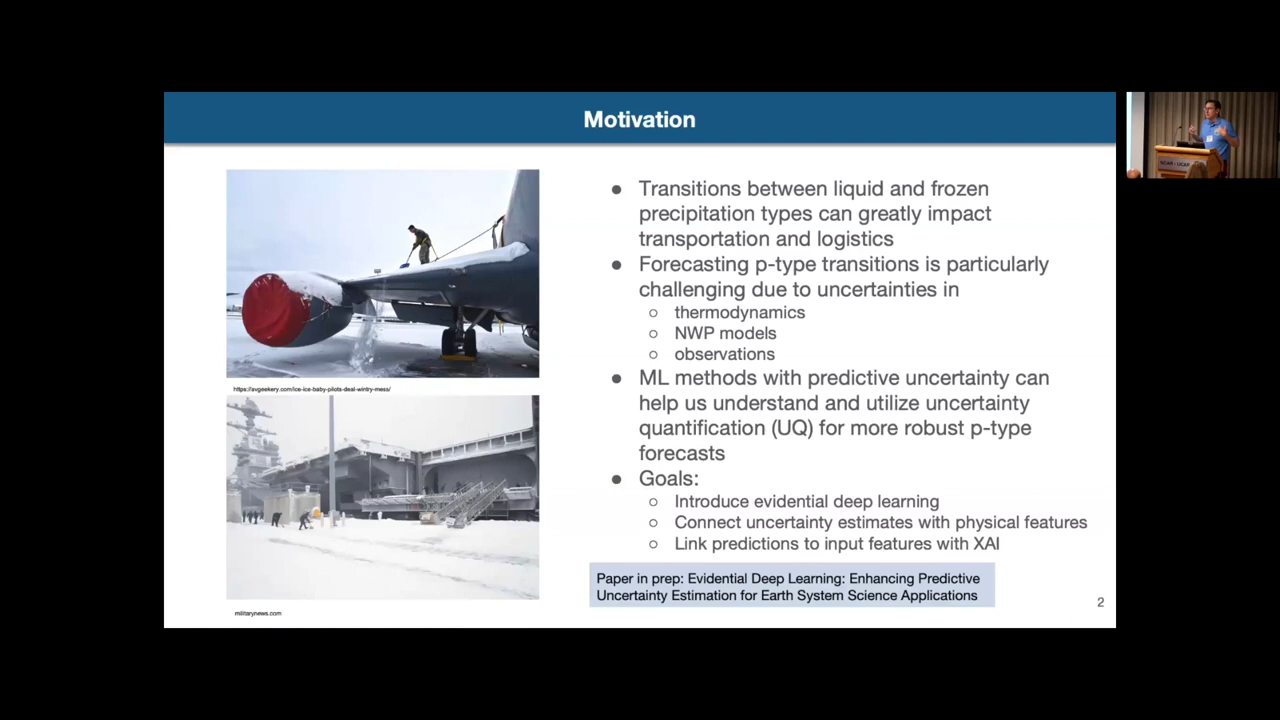 Motivation
https://avgeekery.com/ice-ice-baby-pilots-deal-wintry-mess/
militarynews.com
● Transitions between liquid and frozen
precipitation types can greatly impact
transportation and logistics
● Forecasting p-type transitions is particularly
challenging due to uncertainties in
○ thermodynamics
○ NWP models
○ observations
● ML methods with predictive uncertainty can
help us understand and utilize uncertainty
quantification (UQ) for more robust p-type
forecasts
● Goals:
○ Introduce evidential deep learning
○ Connect uncertainty estimates with physical features
○ Link predictions to input features with XAI
Paper in prep: Evidential Deep Learning: Enhancing Predictive
Uncertainty Estimation for Earth System Science Applications
2
NCAR - UCAR